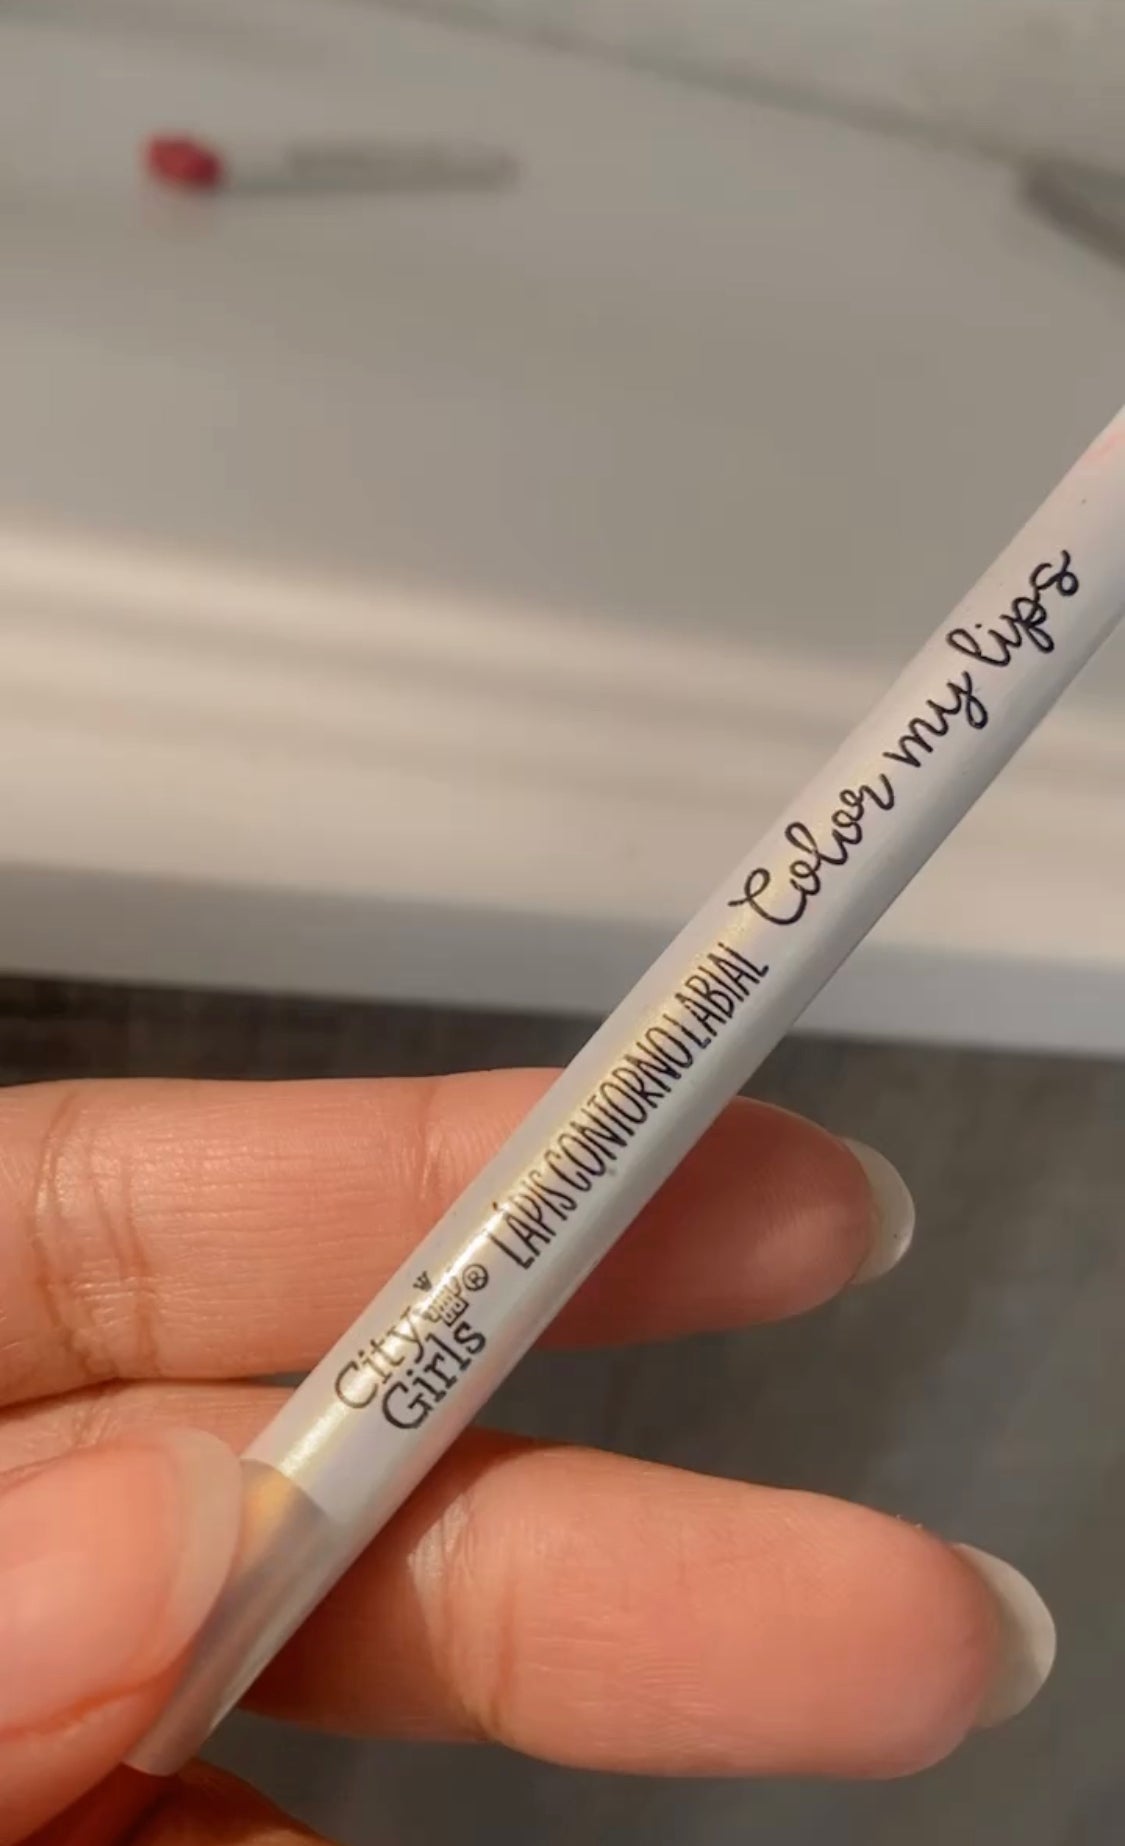 City
Girls®
LÁPIS CONTORNO LABIAL
Color my lips